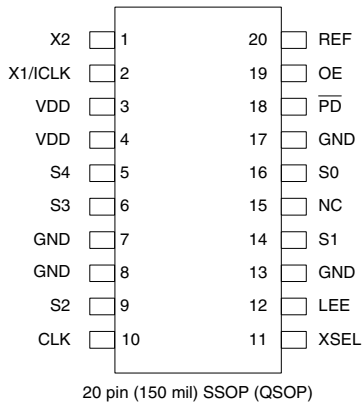 X2 1 20 REF
X1/ICLK 2 19 OE
VDD 3 18 P̅D̅
VDD 4 17 GND
S4 5 16 S0
S3 6 15 NC
GND 7 14 S1
GND 8 13 GND
S2 9 12 LEE
CLK 10 11 XSEL
20 pin (150 mil) SSOP (QSOP)